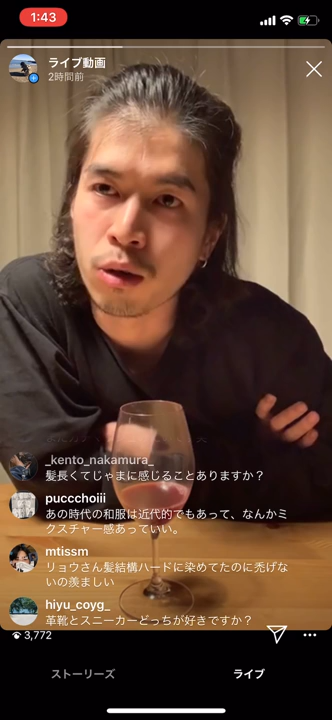 1:43
ライブ動画
2時間前
_kento_nakamura_
髪長くてじゃまに感じることありますか？
puccchoiii
あの時代の和服は近代的でもあって、なんかミ
クスチャー感あっていい。
mtissm
リョウさん髪結構ハードに染めてたのに禿げな
いの羨ましい
hiyu_coyg_
革靴とスニーカーどっちが好きですか？
3,772
ストーリーズ
ライブ